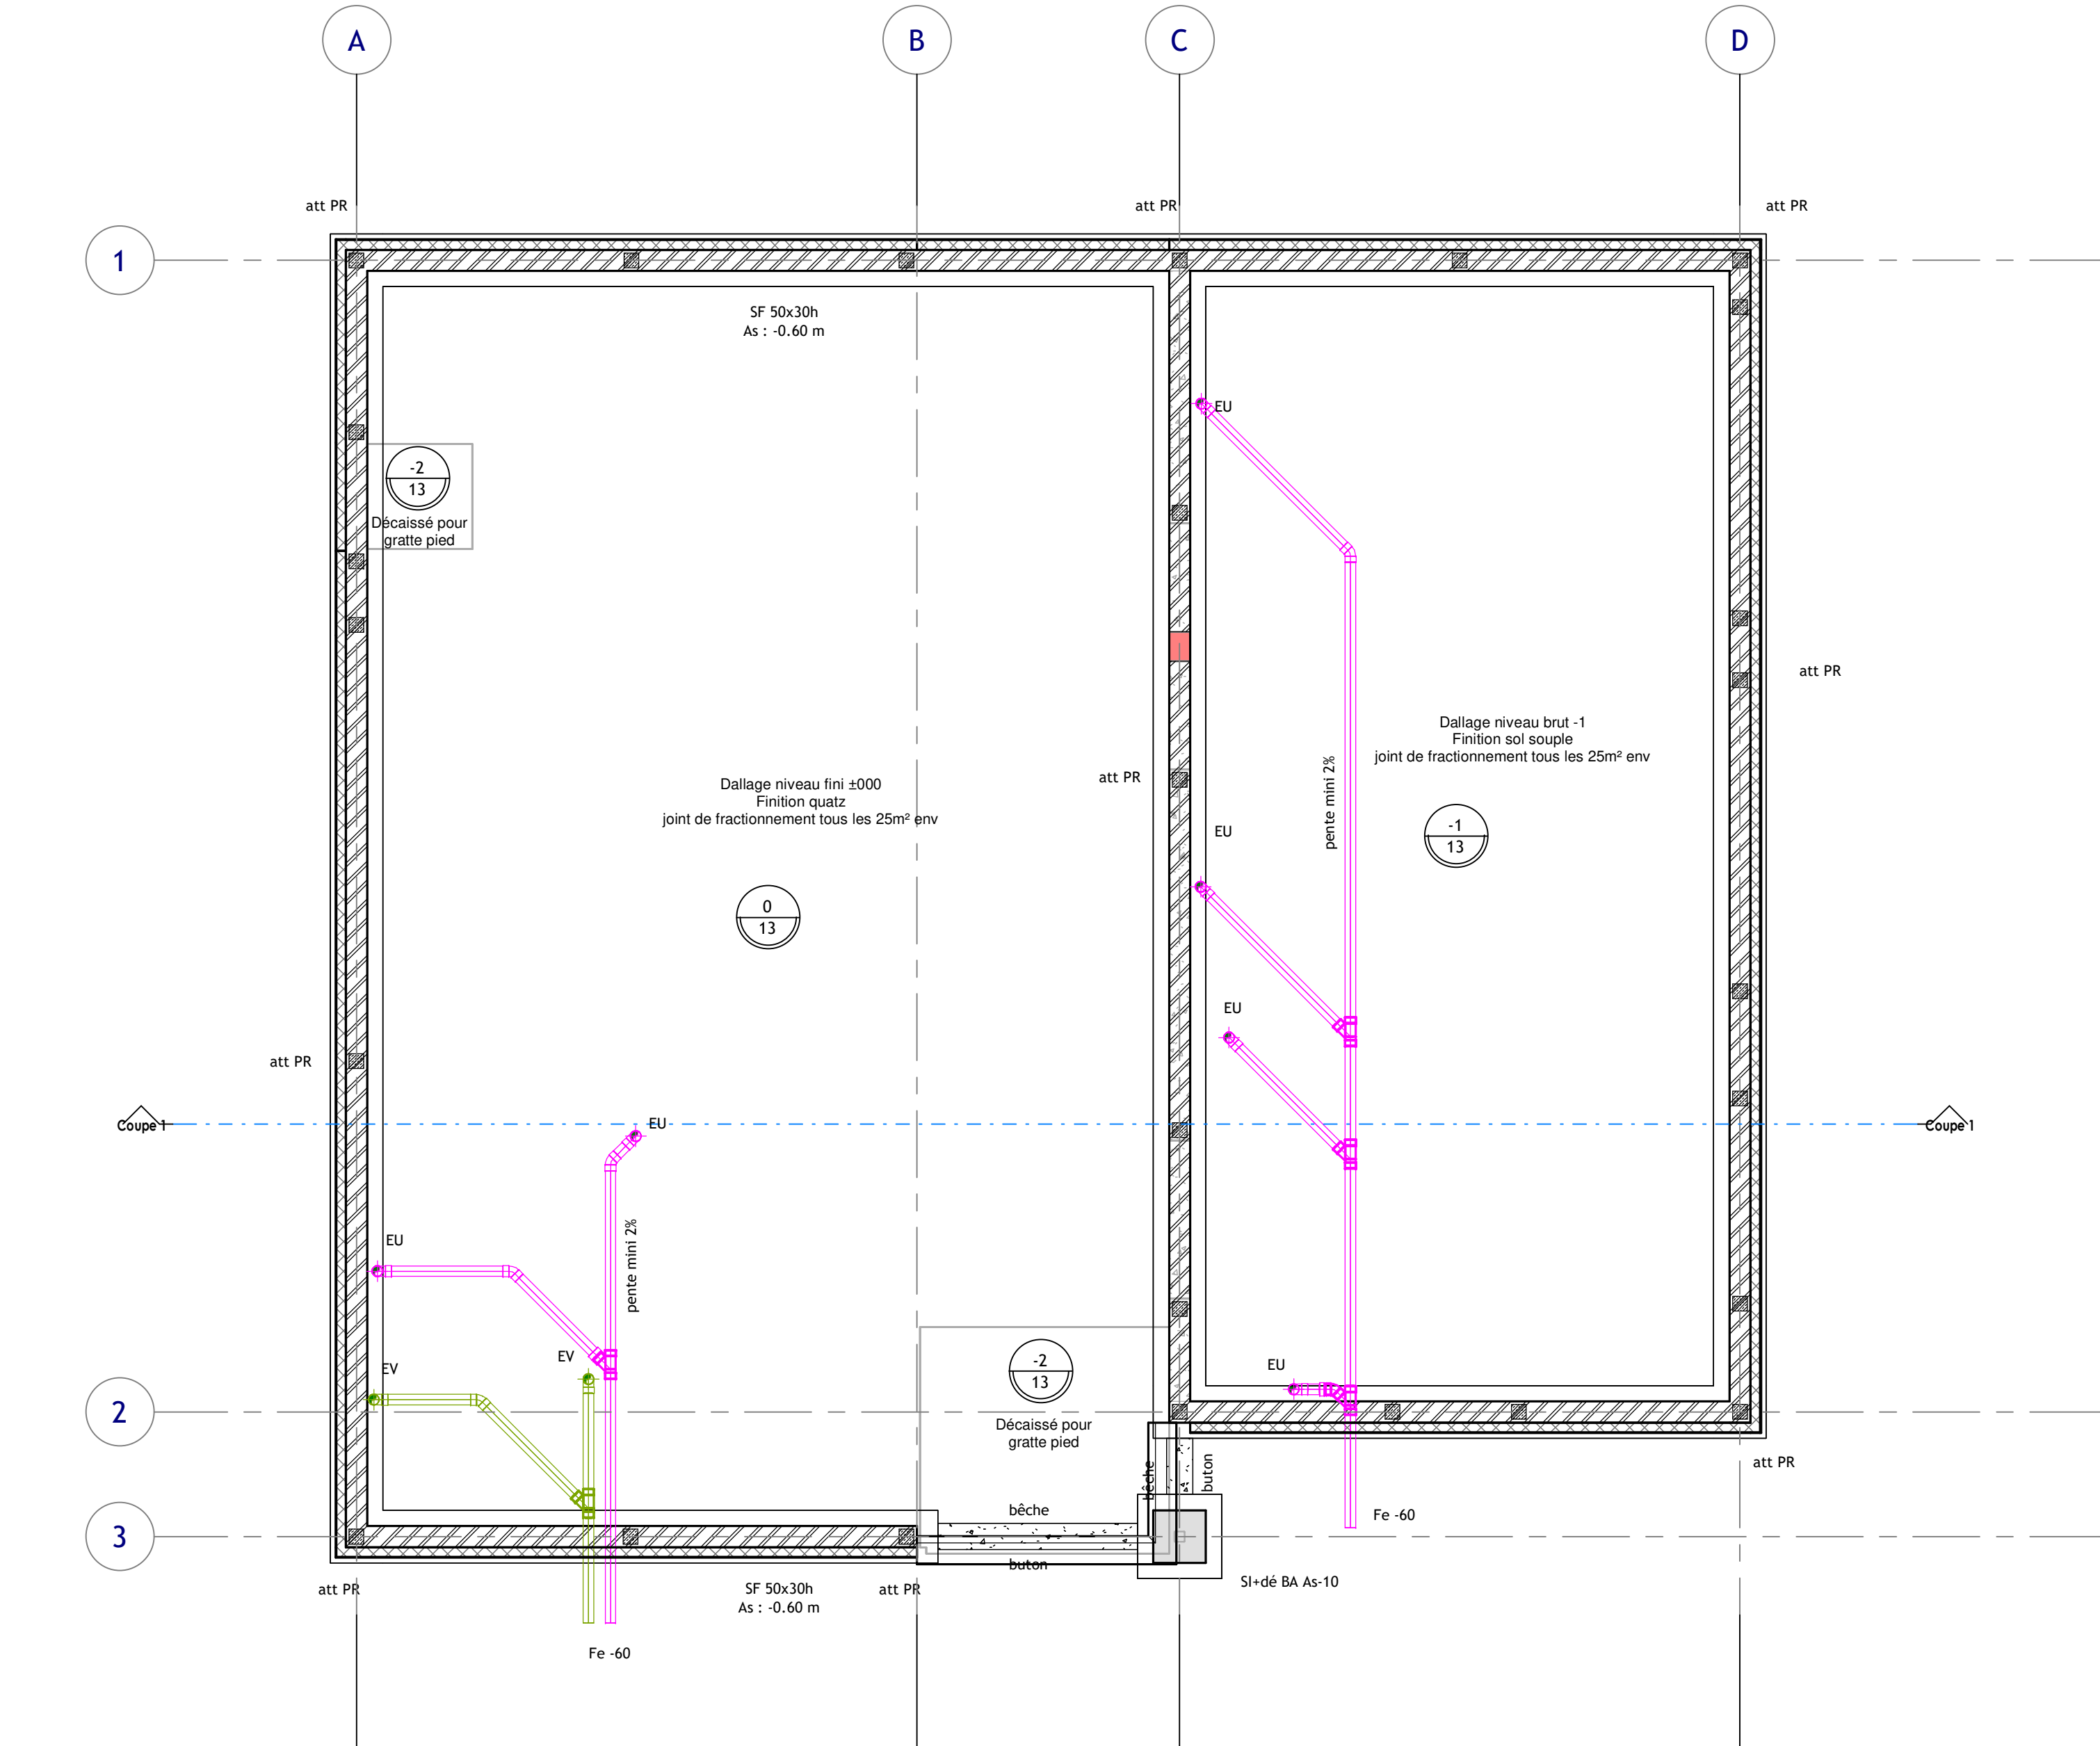 A
B
C
D
att PR
att PR
att PR
1
SF 50x30h
As : -0.60 m
EU
-2
13
Décaissé pour
gratte pied
att PR
Dallage niveau brut -1
Finition sol souple
joint de fractionnement tous les 25m² env
pente mini 2%
att PR
Dallage niveau fini ±000
Finition quatz
joint de fractionnement tous les 25m² env
EU
-1
13
0
13
EU
att PR
Coupe 1
EU
Coupe 1
EU
pente mini 2%
EV
EV
EU
-2
13
2
Décaissé pour
gratte pied
att PR
bêche
buton
bêche
3
Fe -60
buton
att PR
SF 50x30h
As : -0.60 m
att PR
SI+dé BA As-10
Fe -60